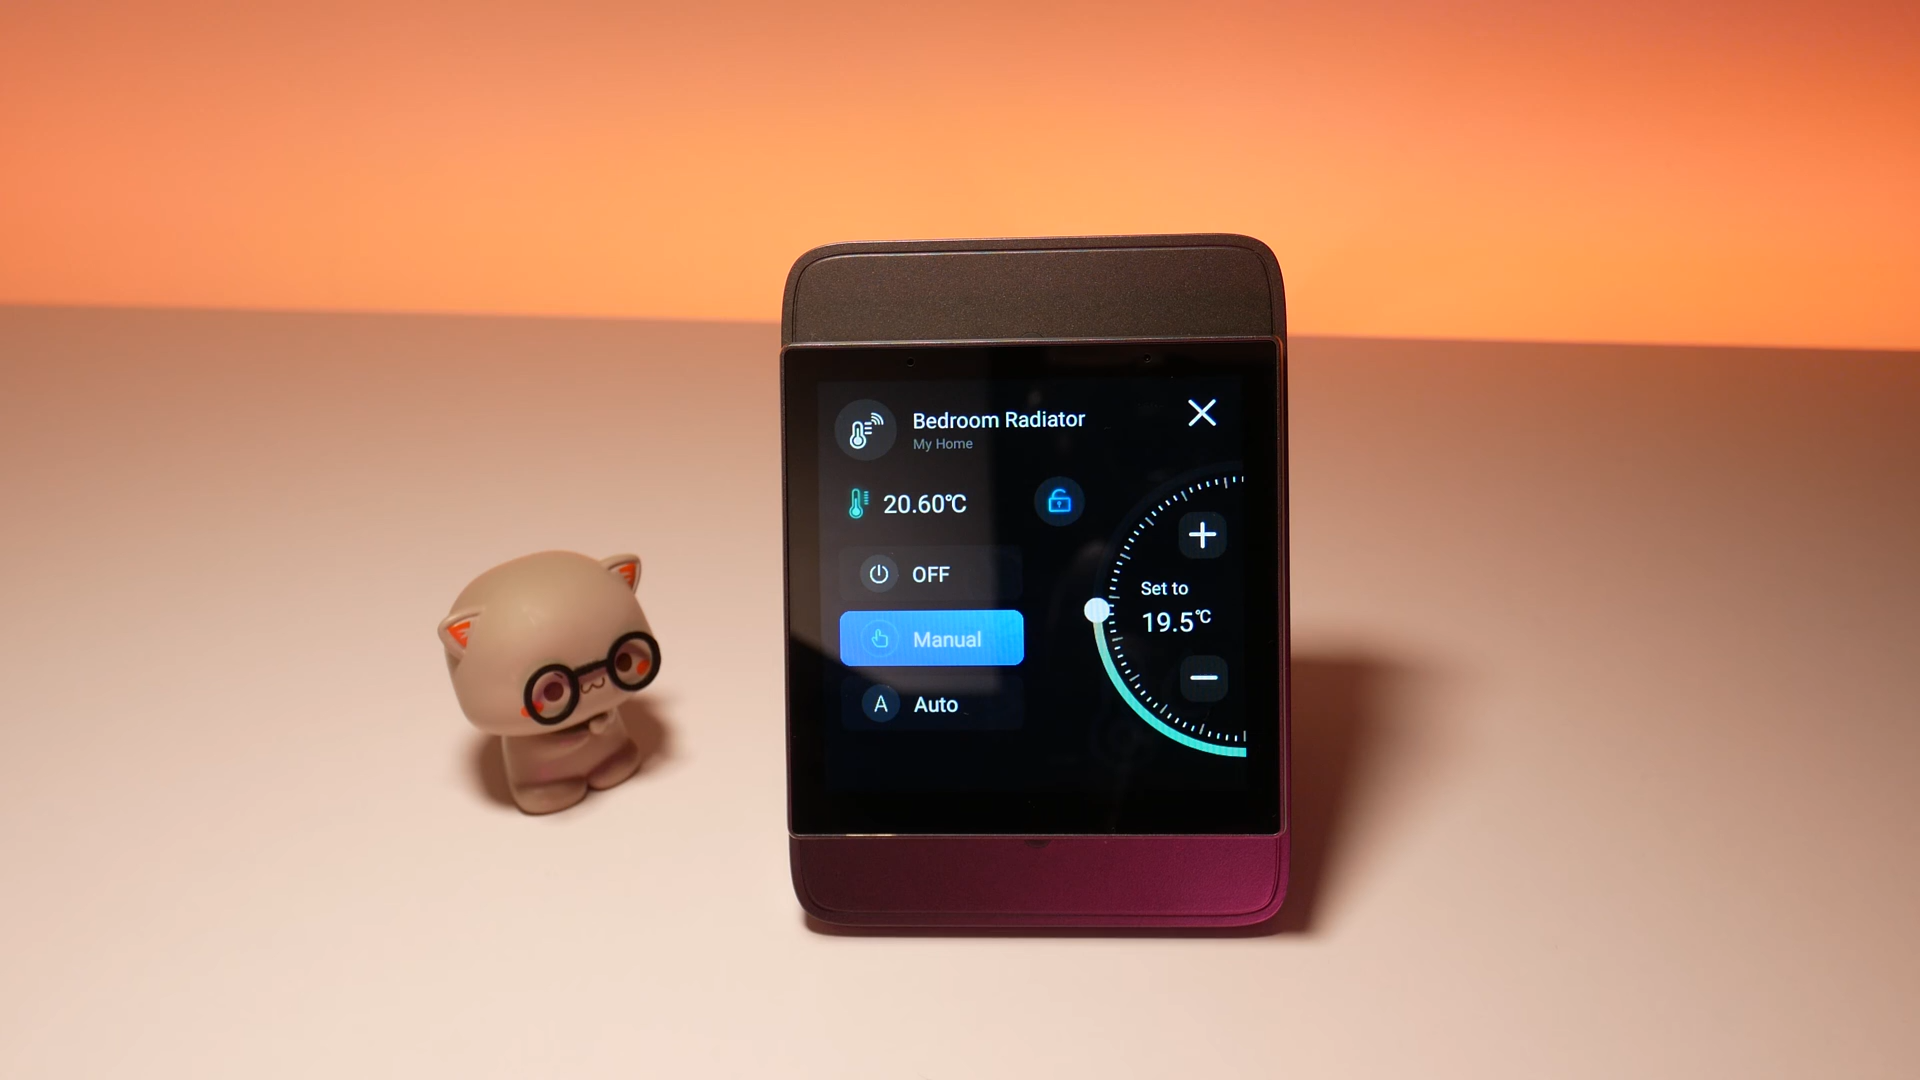 Bedroom Radiator
My Home
20.60℃
OFF
Manual
A Auto
Set to
19.5℃